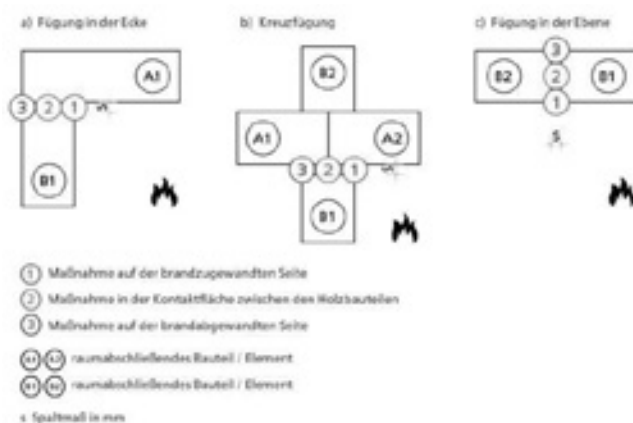 a) Fügung in der Ecke
b) Kreuzfügung
c) Fügung in der Ebene
A1
3 2 1
s
B1
B2
A1
A2
3 2 1
s
B1
3
B2 2 B1
1
s
1 Maßnahme auf der brandzugewandten Seite
2 Maßnahme in der Kontaktfläche zwischen den Holzbauteilen
3 Maßnahme auf der brandabgewandten Seite
A1 A2 raumabschließendes Bauteil / Element
B1 B2 raumabschließendes Bauteil / Element
s Spaltmaß in mm